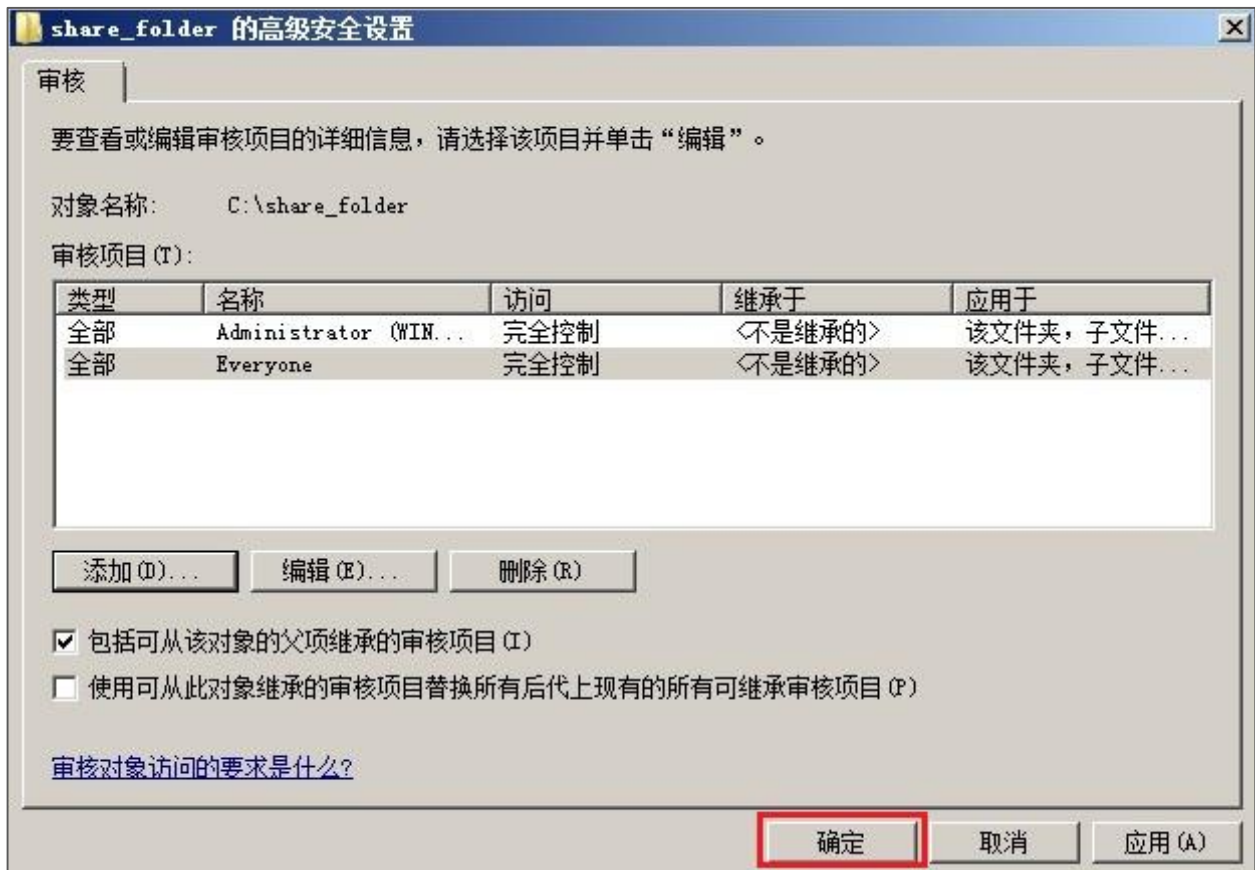 share_folder 的高级安全设置
审核
要查看或编辑审核项目的详细信息，请选择该项目并单击“编辑”。
对象名称: C:\share_folder
审核项目(T):
类型 名称 访问 继承于 应用于
全部 Administrator (WIN... 完全控制 <不是继承的> 该文件夹，子文件...
全部 Everyone 完全控制 <不是继承的> 该文件夹，子文件...
添加(D)... 编辑(E)... 删除(R)
包括可从该对象的父项继承的审核项目(I)
使用可从此对象继承的审核项目替换所有后代上现有的所有可继承审核项目(P)
审核对象访问的要求是什么?
确定 取消 应用(A)